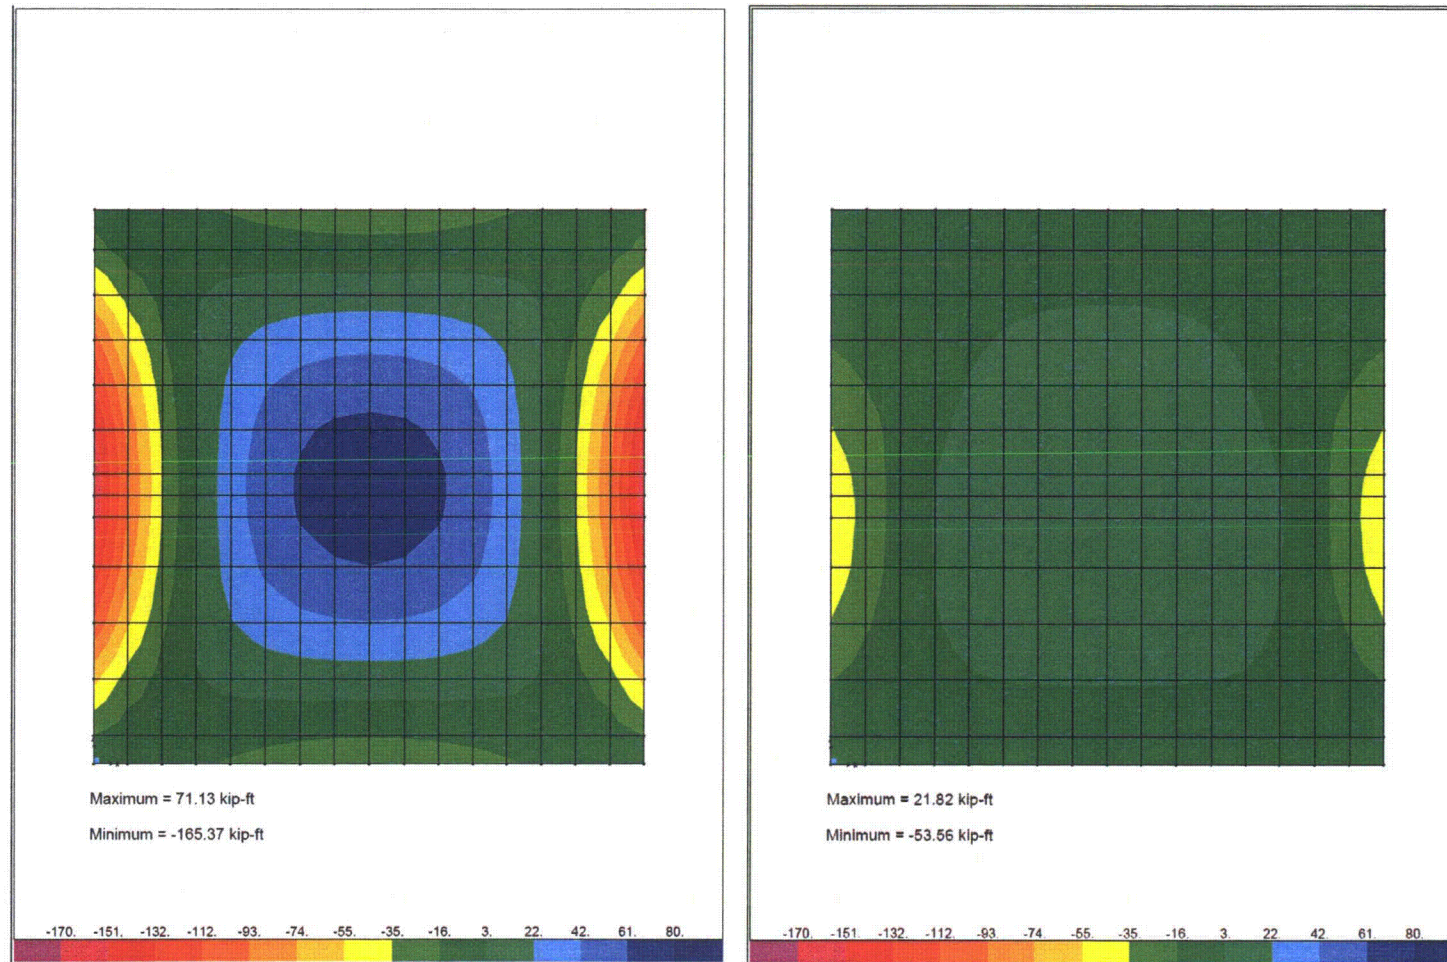 Maximum = 71.13 kip-ft
Minimum = -165.37 kip-ft
-170. -151. -132. -112. -93. -74. -55. -35. -16. 3. 22. 42. 61. 80.
Maximum = 21.82 kip-ft
Minimum = -53.56 kip-ft
-170. -151. -132. -112. -93. -74. -55. -35. -16. 3. 22. 42. 61. 80.